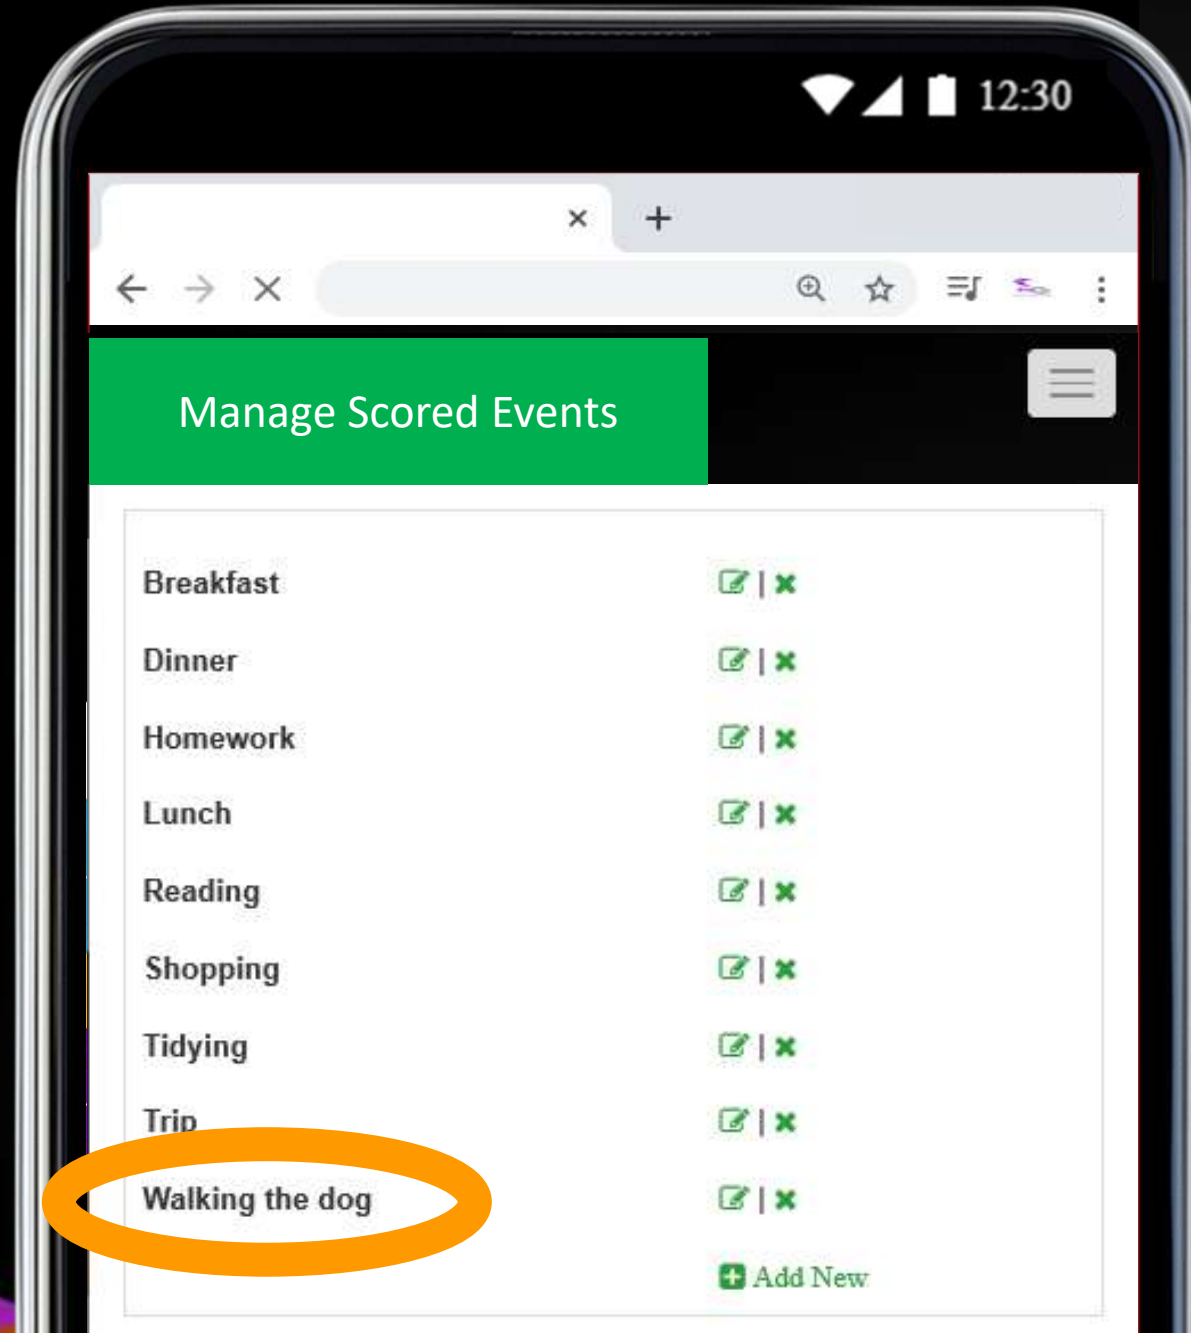 12:30
Manage Scored Events
Breakfast
Dinner
Homework
Lunch
Reading
Shopping
Tidying
Trip
Walking the dog
Add New